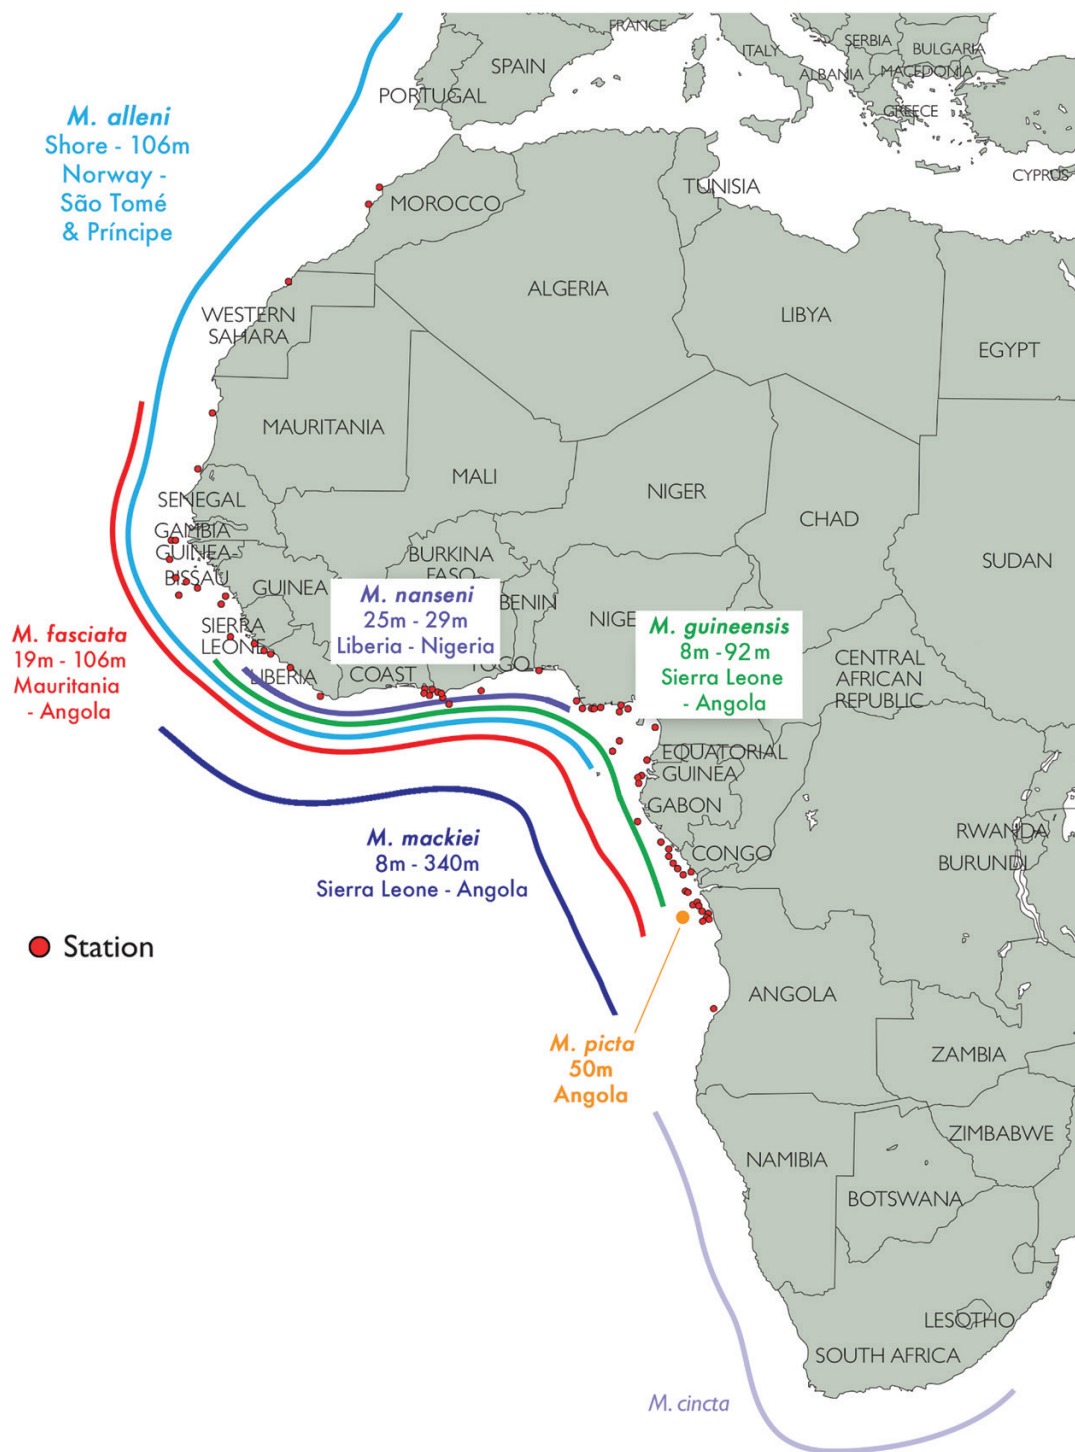 FRANCE
SERBIA
ITALY
BULGARIA
SPAIN
ALBANIA
MACEDONIA
PORTUGAL
GREECE
M. alleni
Shore - 106m
Norway -
São Tomé
& Príncipe
CYPRUS
TUNISIA
MOROCCO
ALGERIA
LIBYA
WESTERN
SAHARA
EGYPT
MAURITANIA
MALI
NIGER
SENEGAL
CHAD
GAMBIA
GUINEA-
BISSAU
BURKINA
FASO
SUDAN
GUINEA
M. nanseni
25m - 29m
Liberia - Nigeria
BENIN
NIGE
M. guineensis
8m -92 m
Sierra Leone
- Angola
SIERRA
LEONE
M. fasciata
19m - 106m
Mauritania
- Angola
LIBERIA
COAST
TOGO
CENTRAL
AFRICAN
REPUBLIC
EQUATORIAL
GUINEA
GABON
M. mackiei
8m - 340m
Sierra Leone - Angola
CONGO
RWANDA
BURUNDI
Station
ANGOLA
M. picta
50m
Angola
ZAMBIA
ZIMBABWE
NAMIBIA
BOTSWANA
LESOTHO
SOUTH AFRICA
M. cincta